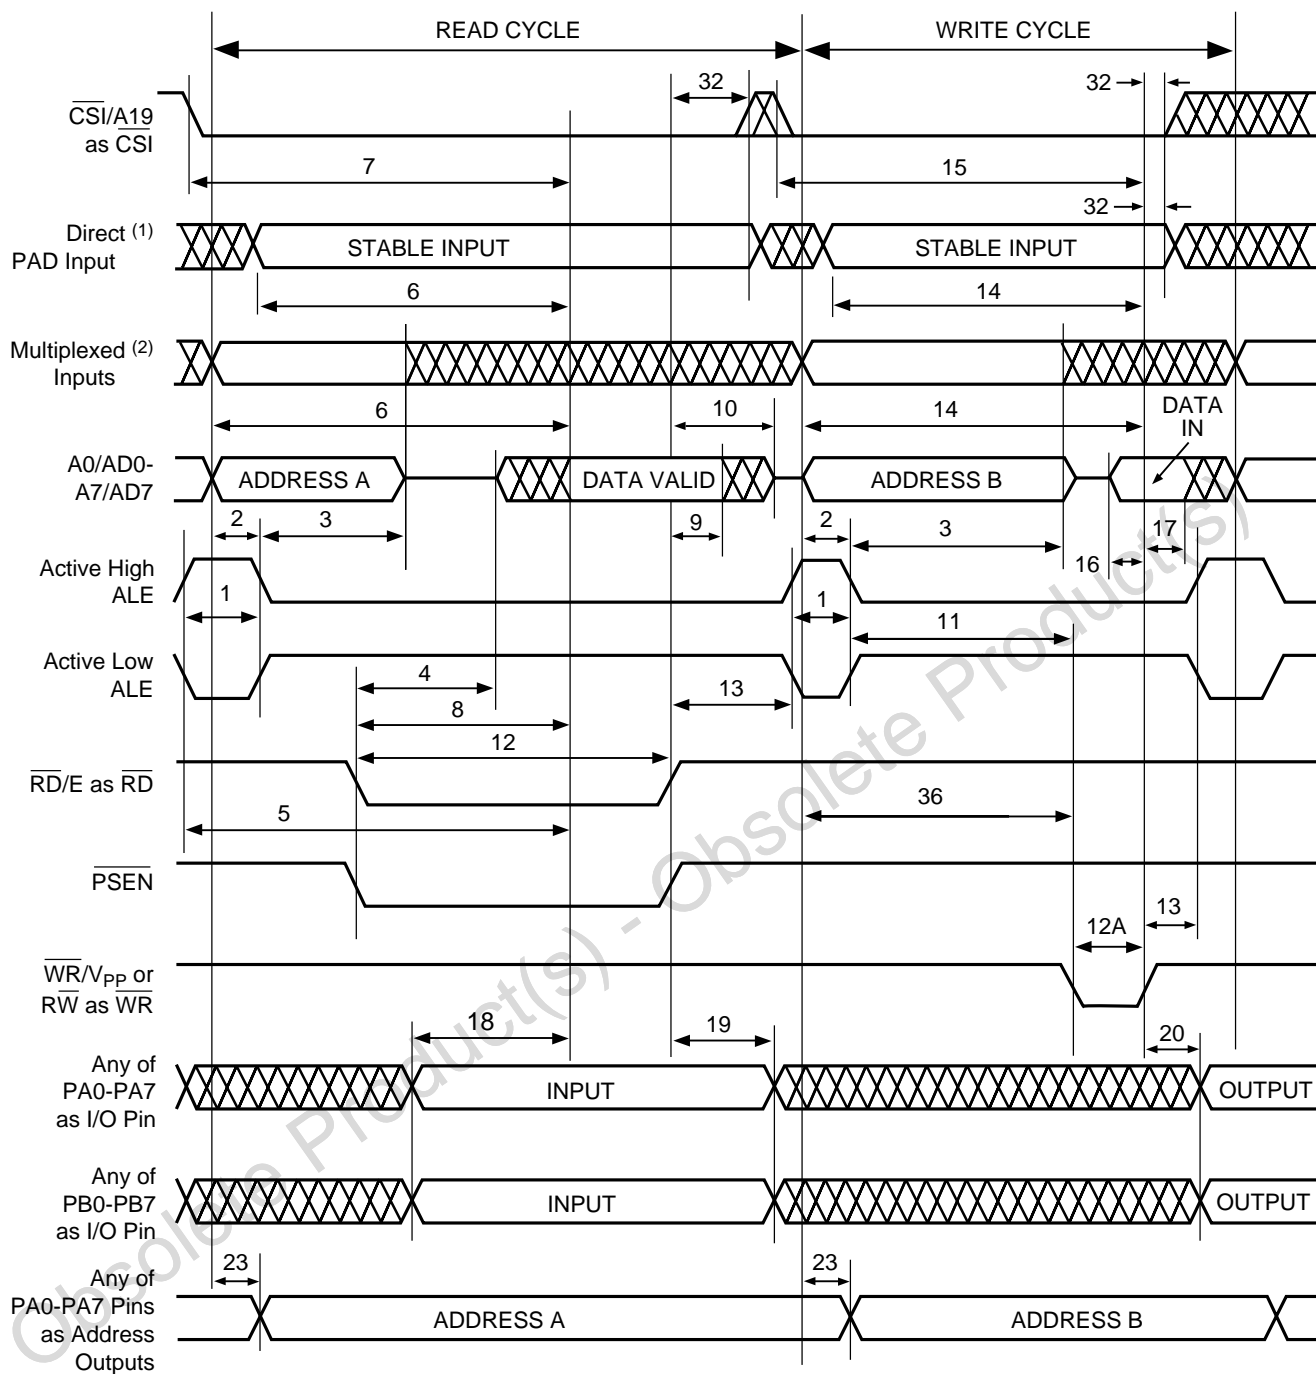 READ CYCLE
WRITE CYCLE
32
32
CSI/A19
as CSI
7
15
32
Direct (1)
PAD Input
STABLE INPUT
STABLE INPUT
6
14
Multiplexed (2)
Inputs
6
10
14
DATA
IN
A0/AD0-
A7/AD7
ADDRESS A
DATA VALID
ADDRESS B
2
3
9
2
3
17
16
Active High
ALE
1
1
11
Active Low
ALE
4
13
8
12
RD/E as RD
5
36
PSEN
12A
13
WR/VPP or
RW as WR
18
19
20
Any of
PA0-PA7
as I/O Pin
INPUT
OUTPUT
Any of
PB0-PB7
as I/O Pin
INPUT
OUTPUT
23
23
Any of
PA0-PA7 Pins
as Address
Outputs
ADDRESS A
ADDRESS B
Obsolete Product(s) - Obsolete Product(s)